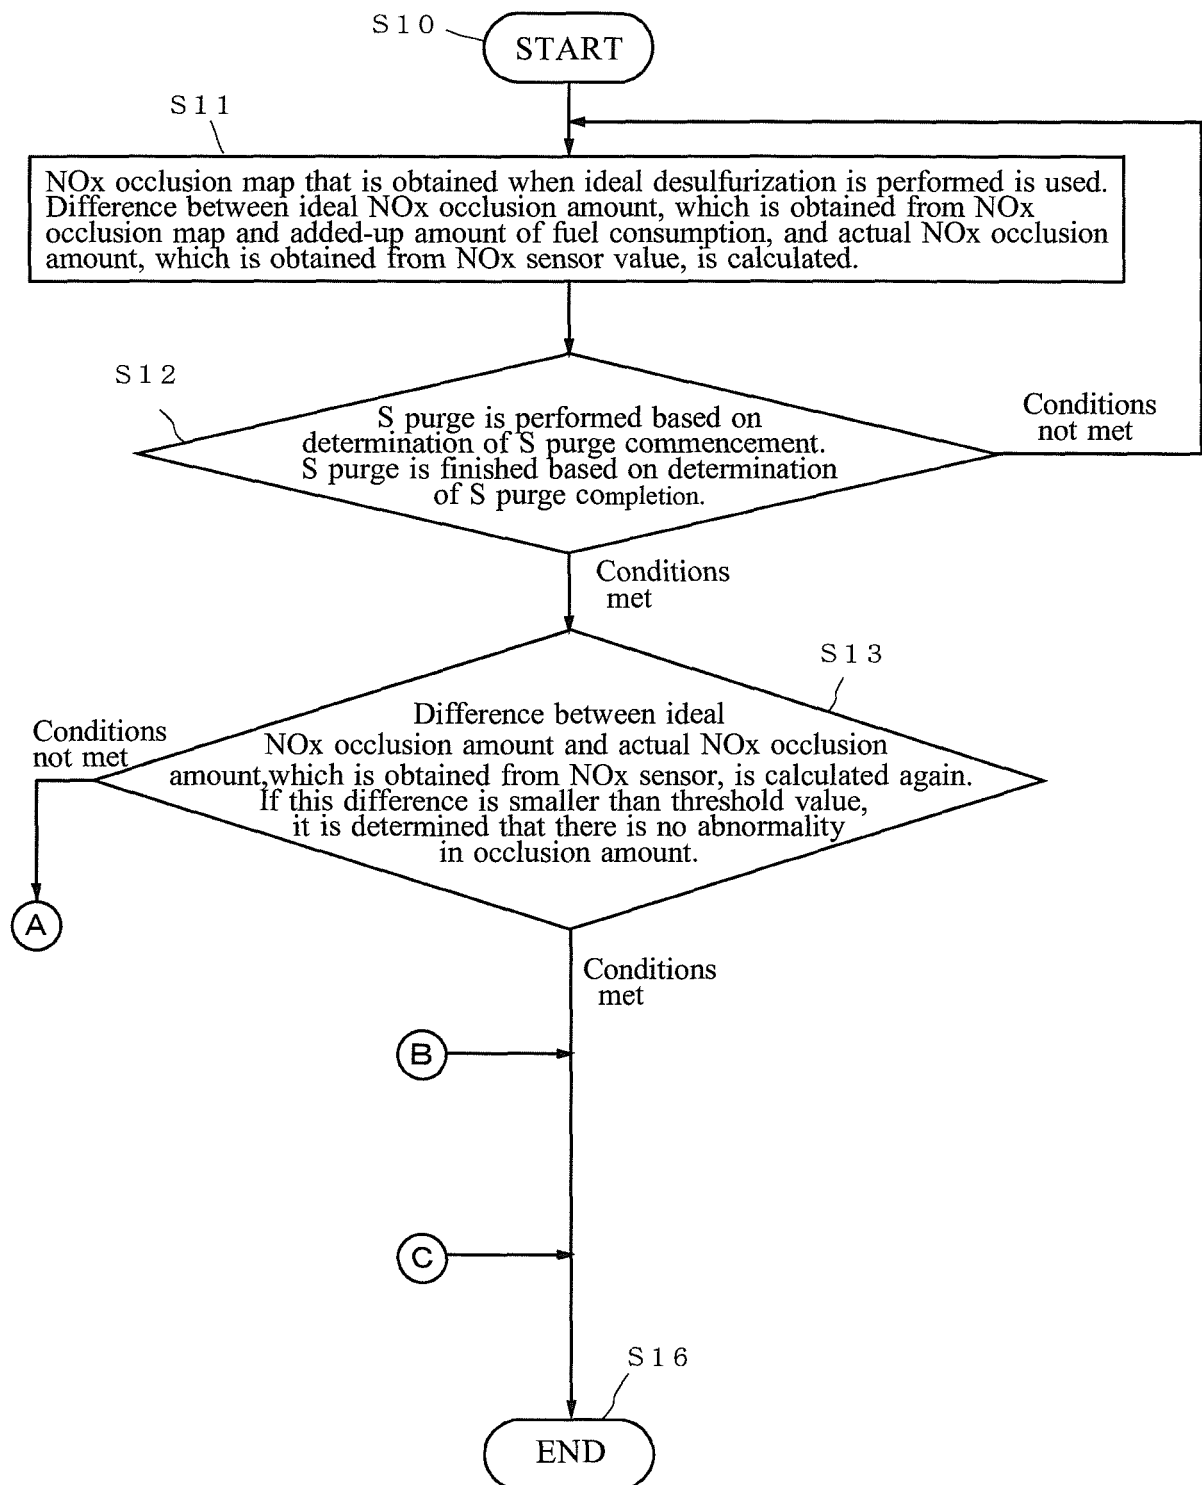 S10
START
S11
NOx occlusion map that is obtained when ideal desulfurization is performed is used.
Difference between ideal NOx occlusion amount, which is obtained from NOx
occlusion map and added-up amount of fuel consumption, and actual NOx occlusion
amount, which is obtained from NOx sensor value, is calculated.
S12
S purge is performed based on
determination of S purge commencement.
S purge is finished based on determination
of S purge completion.
Conditions
not met
Conditions
met
S13
Difference between ideal
NOx occlusion amount and actual NOx occlusion
amount,which is obtained from NOx sensor, is calculated again.
If this difference is smaller than threshold value,
it is determined that there is no abnormality
in occlusion amount.
Conditions
not met
A
Conditions
met
B
C
S16
END